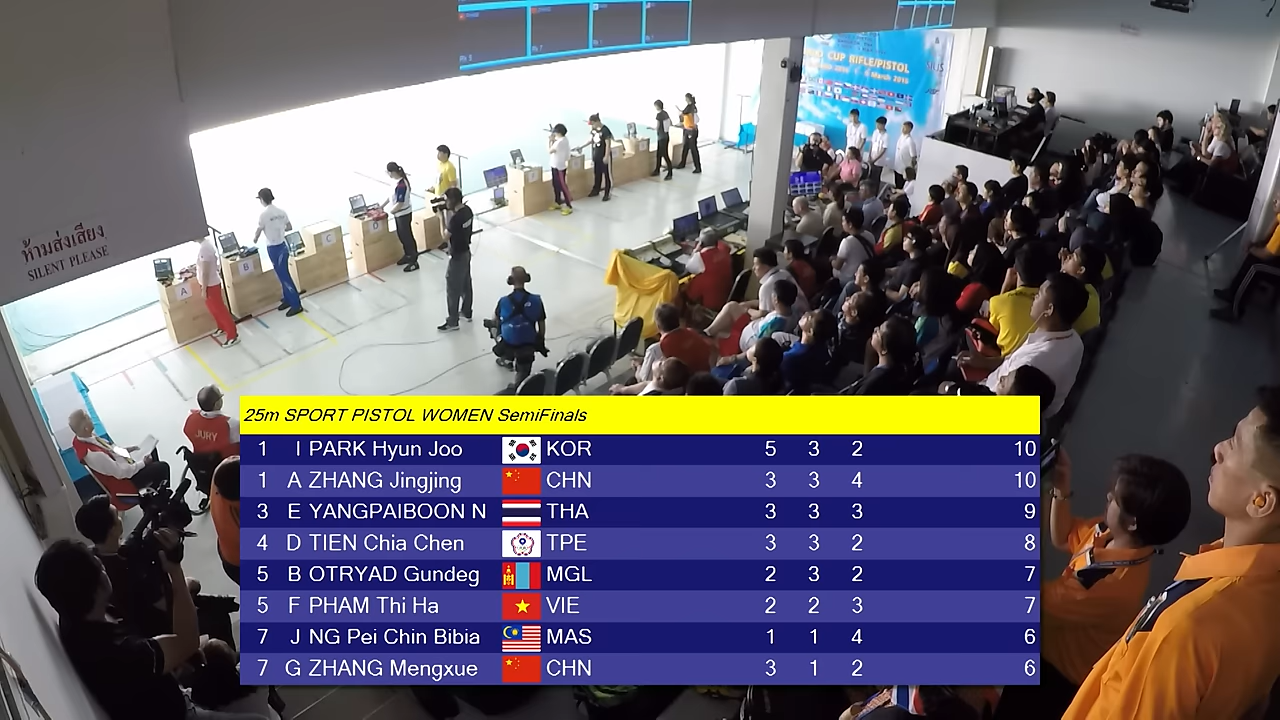 CUP RIFLE/PISTOL
ห้ามส่งเสียง
SILENT PLEASE
A
B
C
D
JURY
25m SPORT PISTOL WOMEN SemiFinals
1 I PARK Hyun Joo KOR 5 3 2 10
1 A ZHANG Jingjing CHN 3 3 4 10
3 E YANGPAIBOON N THA 3 3 3 9
4 D TIEN Chia Chen TPE 3 3 2 8
5 B OTRYAD Gundeg MGL 2 3 2 7
5 F PHAM Thi Ha VIE 2 2 3 7
7 J NG Pei Chin Bibia MAS 1 1 4 6
7 G ZHANG Mengxue CHN 3 1 2 6